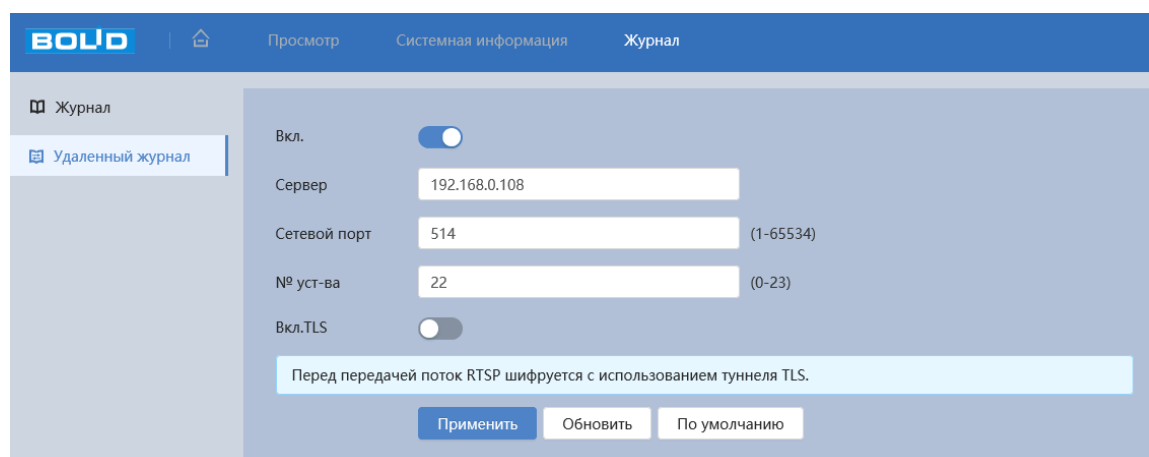 BOLID Просмотр Системная информация Журнал
Журнал
Удаленный журнал
Вкл.
Сервер 192.168.0.108
Сетевой порт 514 (1-65534)
№ уст-ва 22 (0-23)
Вкл.TLS
Перед передачей поток RTSP шифруется с использованием туннеля TLS.
Применить Обновить По умолчанию